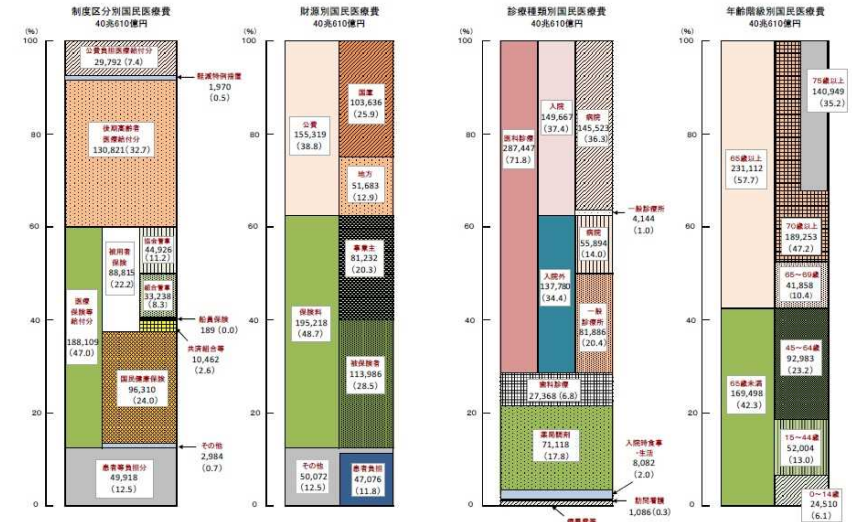 制度区分別国民医療費
40兆610億円
(%)
100
80
60
40
20
0
公費負担医療給付分
29,792 (7.4)
軽減特例措置
1,970
(0.5)
後期高齢者
医療給付分
130,821(32.7)
医療
保険等
給付分
188,109
(47.0)
被用者
保険
88,815
(22.2)
協会健保
44,926
(11.2)
組合健保
33,238
(8.3)
船員保険
189 (0.0)
共済組合等
10,462
(2.6)
国民健康保険
96,310
(24.0)
その他
2,984
(0.7)
患者等負担分
49,918
(12.5)
財源別国民医療費
40兆610億円
(%)
100
80
60
40
20
0
公費
155,319
(38.8)
国庫
103,636
(25.9)
地方
51,683
(12.9)
保険料
195,218
(48.7)
事業主
81,232
(20.3)
被保険者
113,986
(28.5)
その他
50,072
(12.5)
患者負担
47,076
(11.8)
診療種類別国民医療費
40兆610億円
(%)
100
80
60
40
20
0
医科診療
287,447
(71.8)
入院
149,667
(37.4)
病院
145,523
(36.3)
一般診療所
4,144
(1.0)
入院外
137,780
(34.4)
病院
55,894
(14.0)
一般
診療所
81,886
(20.4)
歯科診療
27,368 (6.8)
薬局調剤
71,118
(17.8)
入院時食事
・生活
8,082
(2.0)
訪問看護
1,086(0.3)
年齢階級別国民医療費
40兆610億円
(%)
100
80
60
40
20
0
65歳以上
231,112
(57.7)
75歳以上
140,949
(35.2)
70歳以上
189,253
(47.2)
65～69歳
41,858
(10.4)
65歳未満
169,498
(42.3)
45～64歳
92,983
(23.2)
15～44歳
52,004
(13.0)
0～14歳
24,510
(6.1)